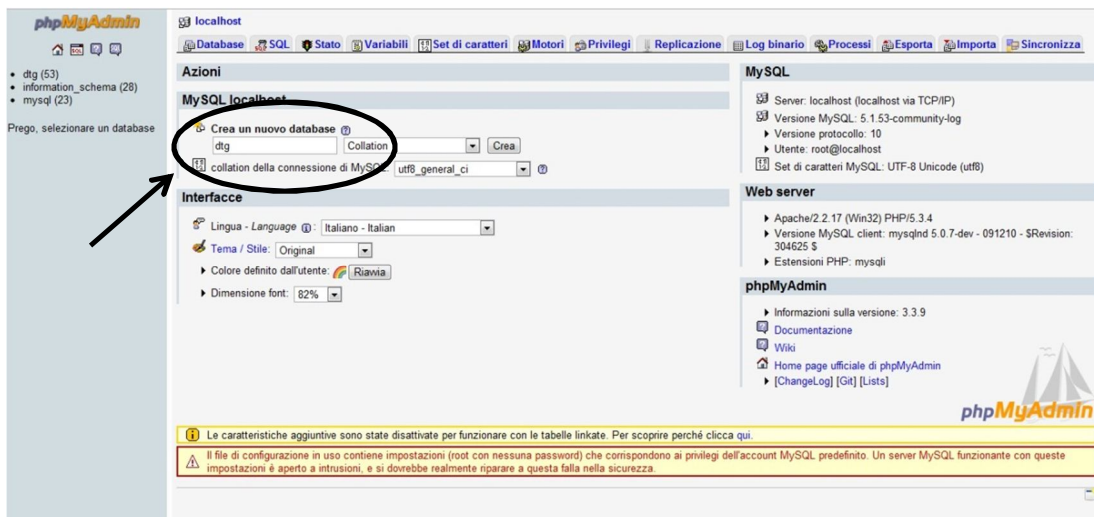 phpMyAdmin
dtg (53)
information_schema (28)
mysql (23)
Prego, selezionare un database
localhost
Database SQL Stato Variabili Set di caratteri Motori Privilegi Replicazione Log binario Processi Esporta Importa Sincronizza
Azioni
MySQL localhost
Crea un nuovo database
dtg Collation Crea
collation della connessione di MySQL: utf8_general_ci
Interfacce
Lingua - Language : Italiano - Italian
Tema / Stile: Original
Colore definito dall'utente: Riavvia
Dimensione font: 82%
MySQL
Server: localhost (localhost via TCP/IP)
Versione MySQL: 5.1.53-community-log
Versione protocollo: 10
Utente: root@localhost
Set di caratteri MySQL: UTF-8 Unicode (utf8)
Web server
Apache/2.2.17 (Win32) PHP/5.3.4
Versione MySQL client: mysqlnd 5.0.7-dev - 091210 - $Revision:
304625 $
Estensioni PHP: mysqli
phpMyAdmin
Informazioni sulla versione: 3.3.9
Documentazione
Wiki
Home page ufficiale di phpMyAdmin
[ChangeLog] [Git] [Lists]
phpMyAdmin
Le caratteristiche aggiuntive sono state disattivate per funzionare con le tabelle linkate. Per scoprire perché clicca qui.
Il file di configurazione in uso contiene impostazioni (root con nessuna password) che corrispondono ai privilegi dell'account MySQL predefinito. Un server MySQL funzionante con queste
impostazioni è aperto a intrusioni, e si dovrebbe realmente riparare a questa falla nella sicurezza.